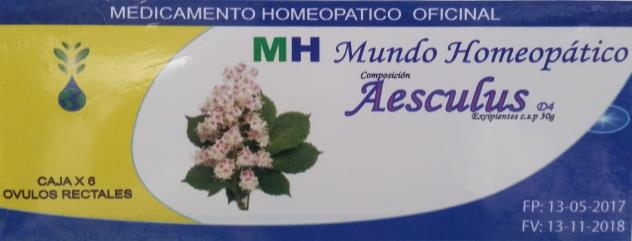 MEDICAMENTO HOMEOPATICO OFICINAL
MH Mundo Homeopático
Composición
Aesculus D4
Excipientes c.s.p 30g
CAJA X 6
OVULOS RECTALES
FP: 13-05-2017
FV: 13-11-2018